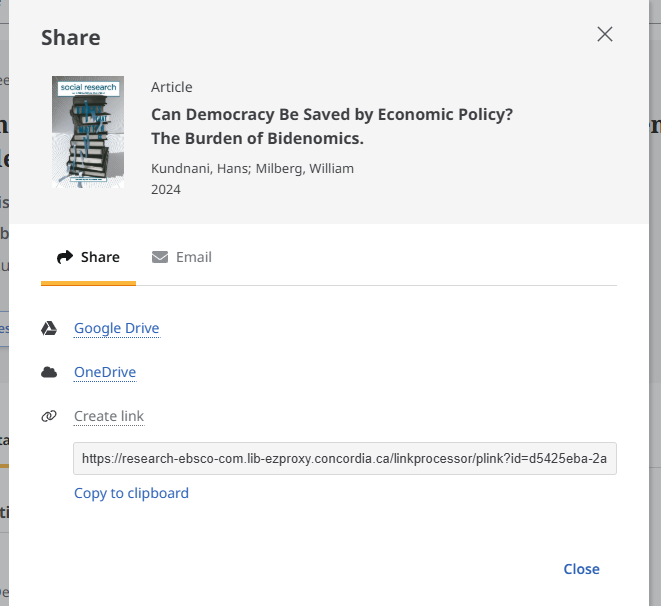 Share
social research
Article
Can Democracy Be Saved by Economic Policy?
The Burden of Bidenomics.
Kundnani, Hans; Milberg, William
2024
Share
Email
Google Drive
OneDrive
Create link
https://research-ebsco-com.lib-ezproxy.concordia.ca/linkprocessor/plink?id=d5425eba-2a
Copy to clipboard
Close